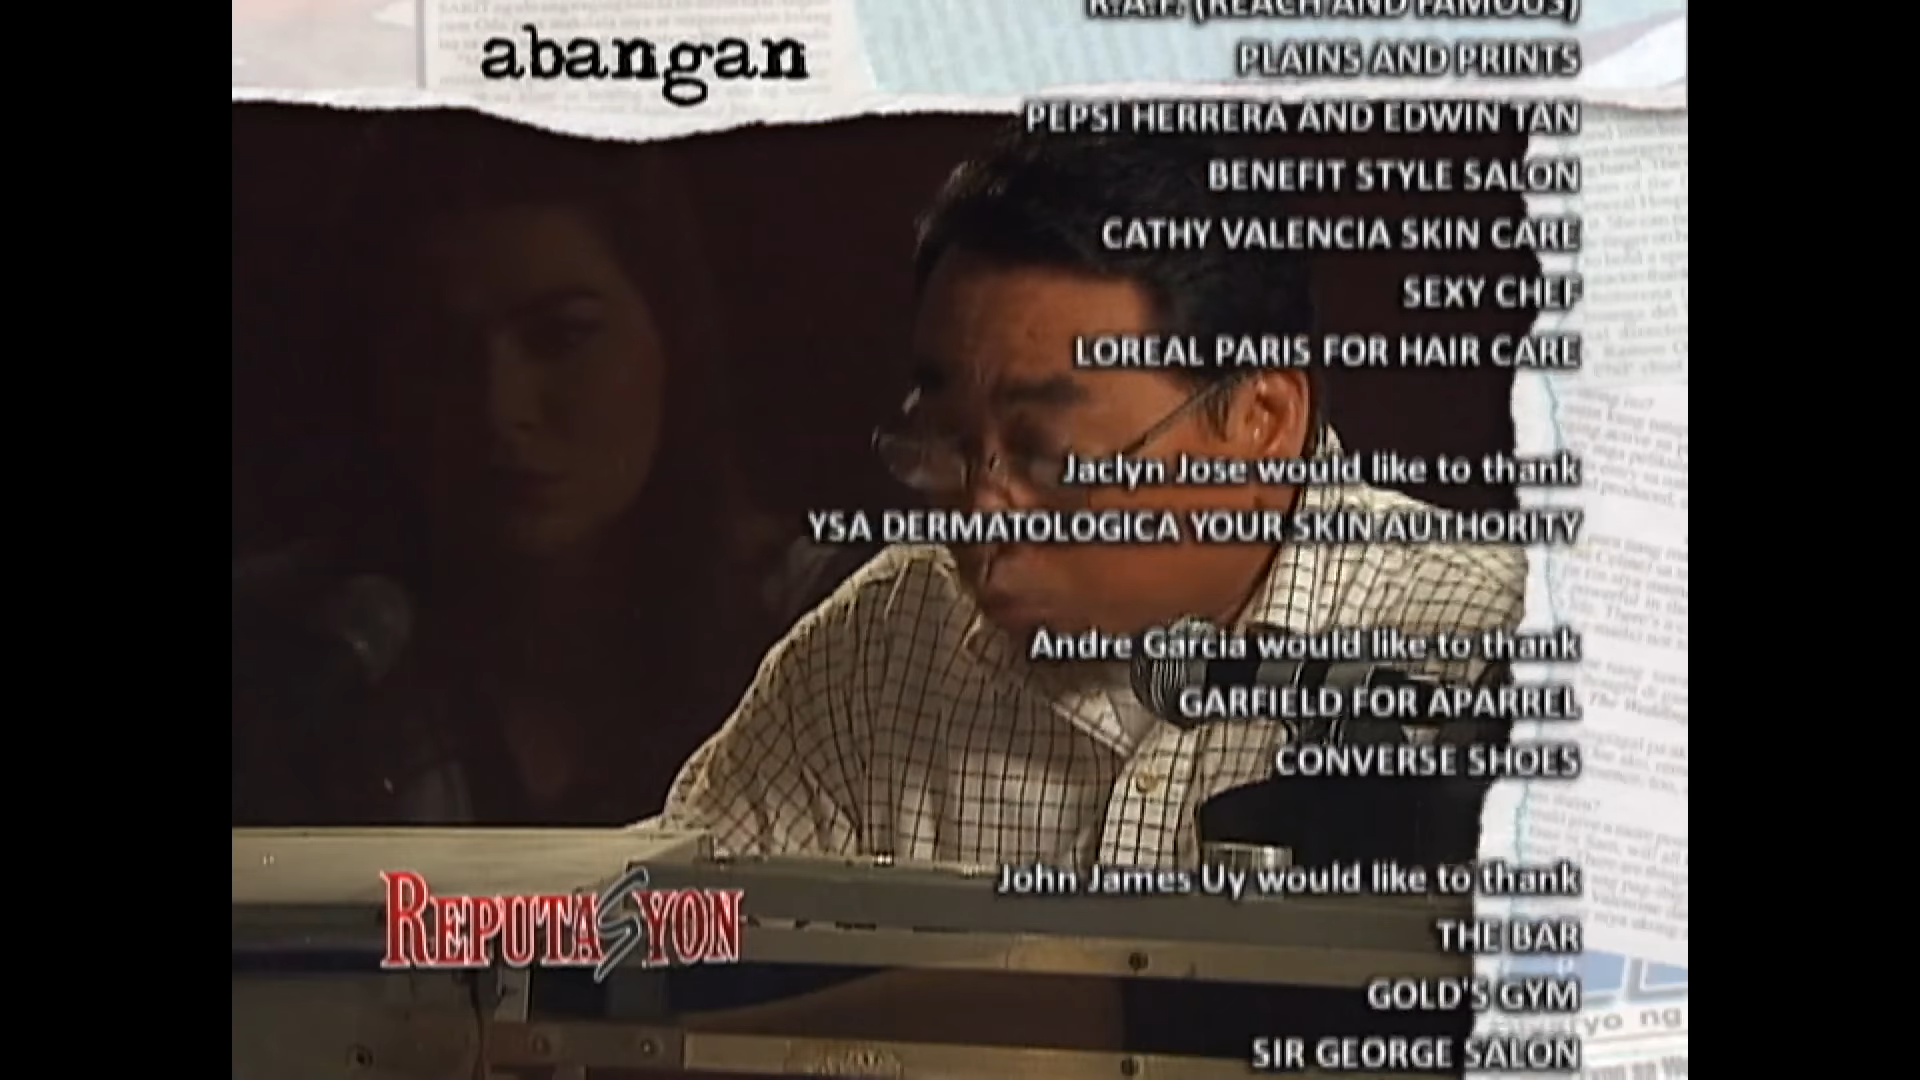 abangan
R.A.F. (REACH AND FAMOUS)
PLAINS AND PRINTS
PEPSI HERRERA AND EDWIN TAN
BENEFIT STYLE SALON
CATHY VALENCIA SKIN CARE
SEXY CHEF
LOREAL PARIS FOR HAIR CARE
Jaclyn Jose would like to thank
YSA DERMATOLOGICA YOUR SKIN AUTHORITY
Andre Garcia would like to thank
GARFIELD FOR APARREL
CONVERSE SHOES
John James Uy would like to thank
THE BAR
GOLD'S GYM
SIR GEORGE SALON
REPUTASYON